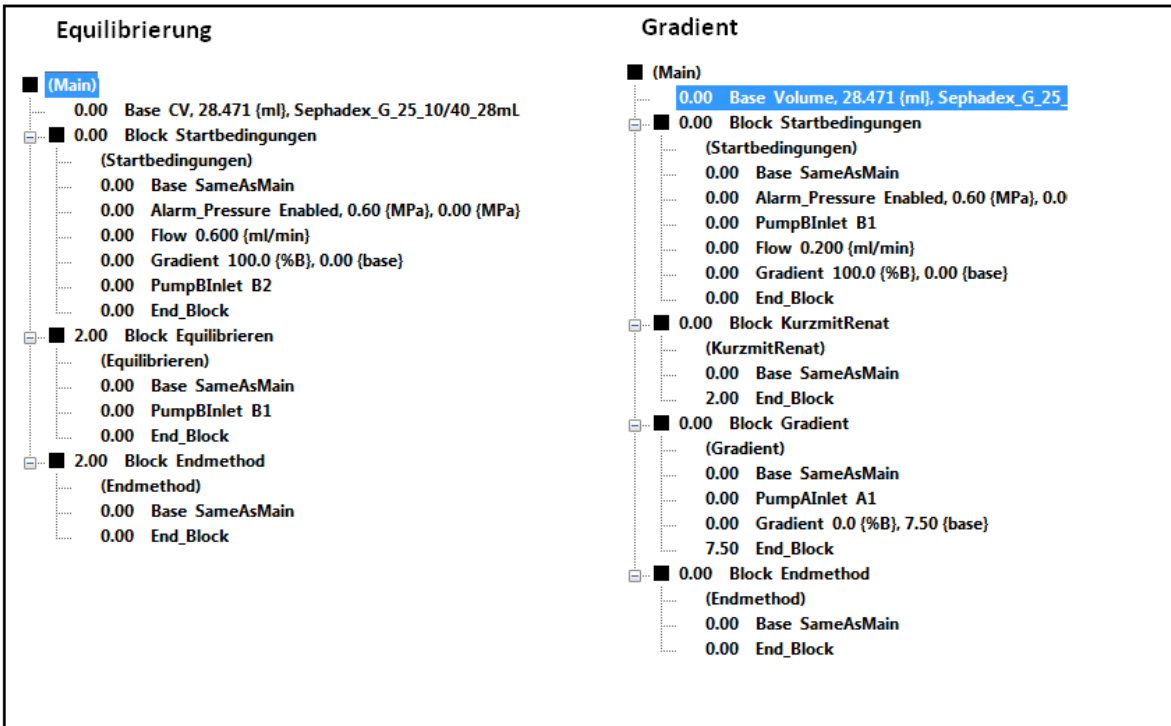 Equilibrierung
(Main)
0.00 Base CV, 28.471 {ml}, Sephadex_G_25_10/40_28mL
0.00 Block Startbedingungen
(Startbedingungen)
0.00 Base SameAsMain
0.00 Alarm_Pressure Enabled, 0.60 {MPa}, 0.00 {MPa}
0.00 Flow 0.600 {ml/min}
0.00 Gradient 100.0 {%B}, 0.00 {base}
0.00 PumpBInlet B2
0.00 End_Block
2.00 Block Equilibrieren
(Equilibrieren)
0.00 Base SameAsMain
0.00 PumpBInlet B1
0.00 End_Block
2.00 Block Endmethod
(Endmethod)
0.00 Base SameAsMain
0.00 End_Block
Gradient
(Main)
0.00 Base Volume, 28.471 {ml}, Sephadex_G_25_
0.00 Block Startbedingungen
(Startbedingungen)
0.00 Base SameAsMain
0.00 Alarm_Pressure Enabled, 0.60 {MPa}, 0.0
0.00 PumpBInlet B1
0.00 Flow 0.200 {ml/min}
0.00 Gradient 100.0 {%B}, 0.00 {base}
0.00 End_Block
0.00 Block KurzmitRenat
(KurzmitRenat)
0.00 Base SameAsMain
2.00 End_Block
0.00 Block Gradient
(Gradient)
0.00 Base SameAsMain
0.00 PumpAInlet A1
0.00 Gradient 0.0 {%B}, 7.50 {base}
7.50 End_Block
0.00 Block Endmethod
(Endmethod)
0.00 Base SameAsMain
0.00 End_Block